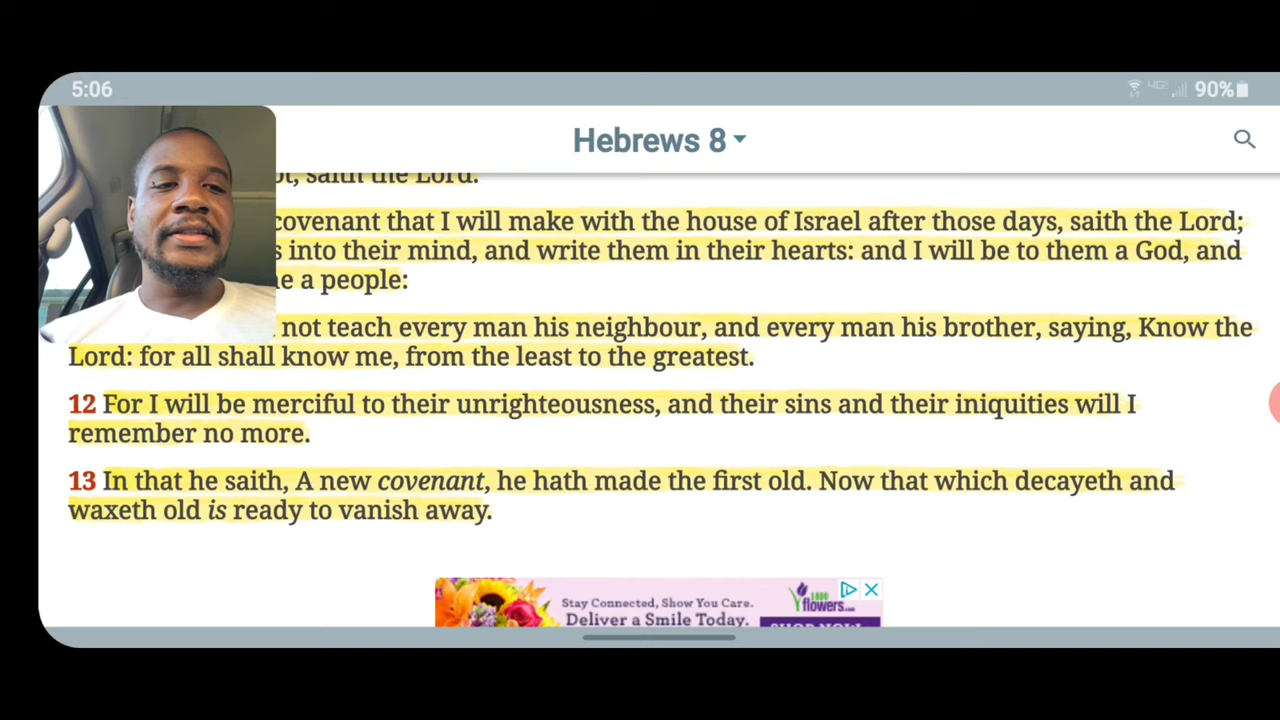 5:06
4GE 90%
Hebrews 8
saith the Lord.
covenant that I will make with the house of Israel after those days, saith the Lord;
s into their mind, and write them in their hearts: and I will be to them a God, and
e a people:
not teach every man his neighbour, and every man his brother, saying, Know the
Lord: for all shall know me, from the least to the greatest.
12 For I will be merciful to their unrighteousness, and their sins and their iniquities will I
remember no more.
13 In that he saith, A new covenant, he hath made the first old. Now that which decayeth and
waxeth old is ready to vanish away.
Stay Connected, Show You Care.
Deliver a Smile Today.
1800
flowers.com
SHOP NOW